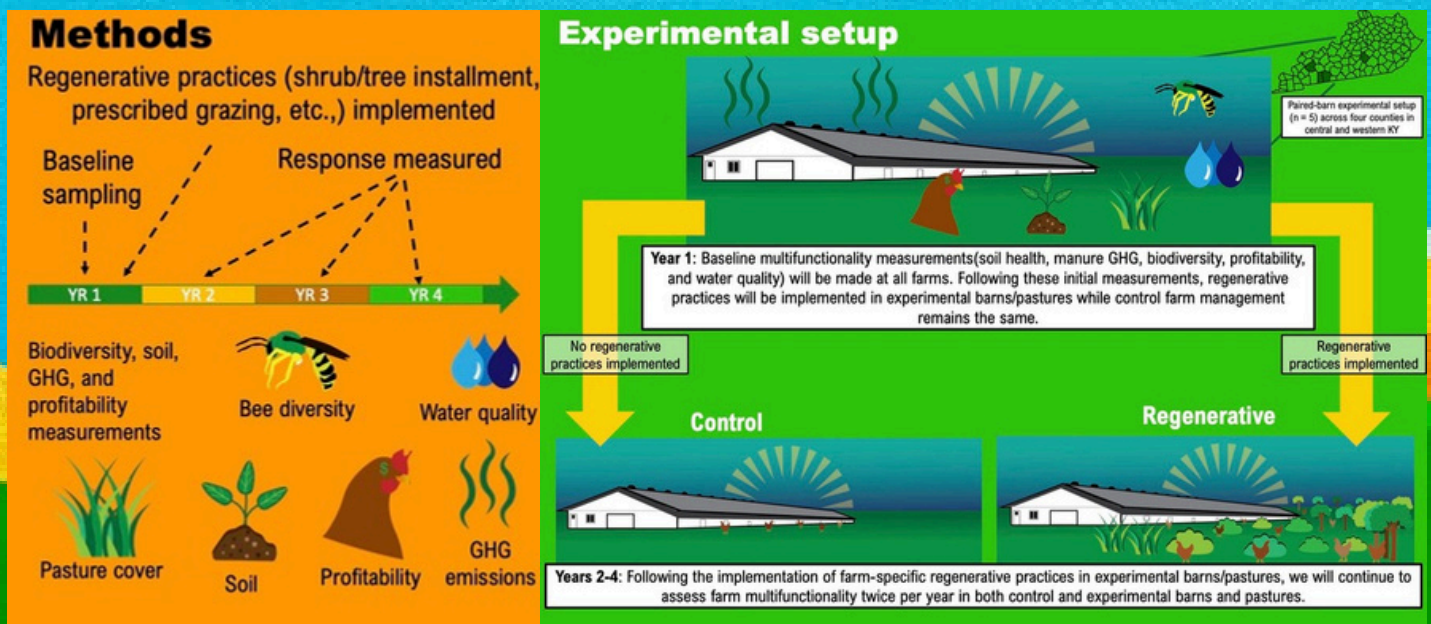 Methods
Regenerative practices (shrub/tree installment,
prescribed grazing, etc.,) implemented
Baseline
sampling
Response measured
YR 1
YR 2
YR 3
YR 4
Biodiversity, soil,
GHG, and
profitability
measurements
Bee diversity
Water quality
Pasture cover
Soil
$
Profitability
GHG
emissions
Experimental setup
Paired-barn experimental setup
(n = 5) across four counties in
central and western KY
Year 1: Baseline multifunctionality measurements(soil health, manure GHG, biodiversity, profitability,
and water quality) will be made at all farms. Following these initial measurements, regenerative
practices will be implemented in experimental barns/pastures while control farm management
remains the same.
No regenerative
practices implemented
Regenerative
practices implemented
Control
Regenerative
Years 2-4: Following the implementation of farm-specific regenerative practices in experimental barns/pastures, we will continue to
assess farm multifunctionality twice per year in both control and experimental barns and pastures.